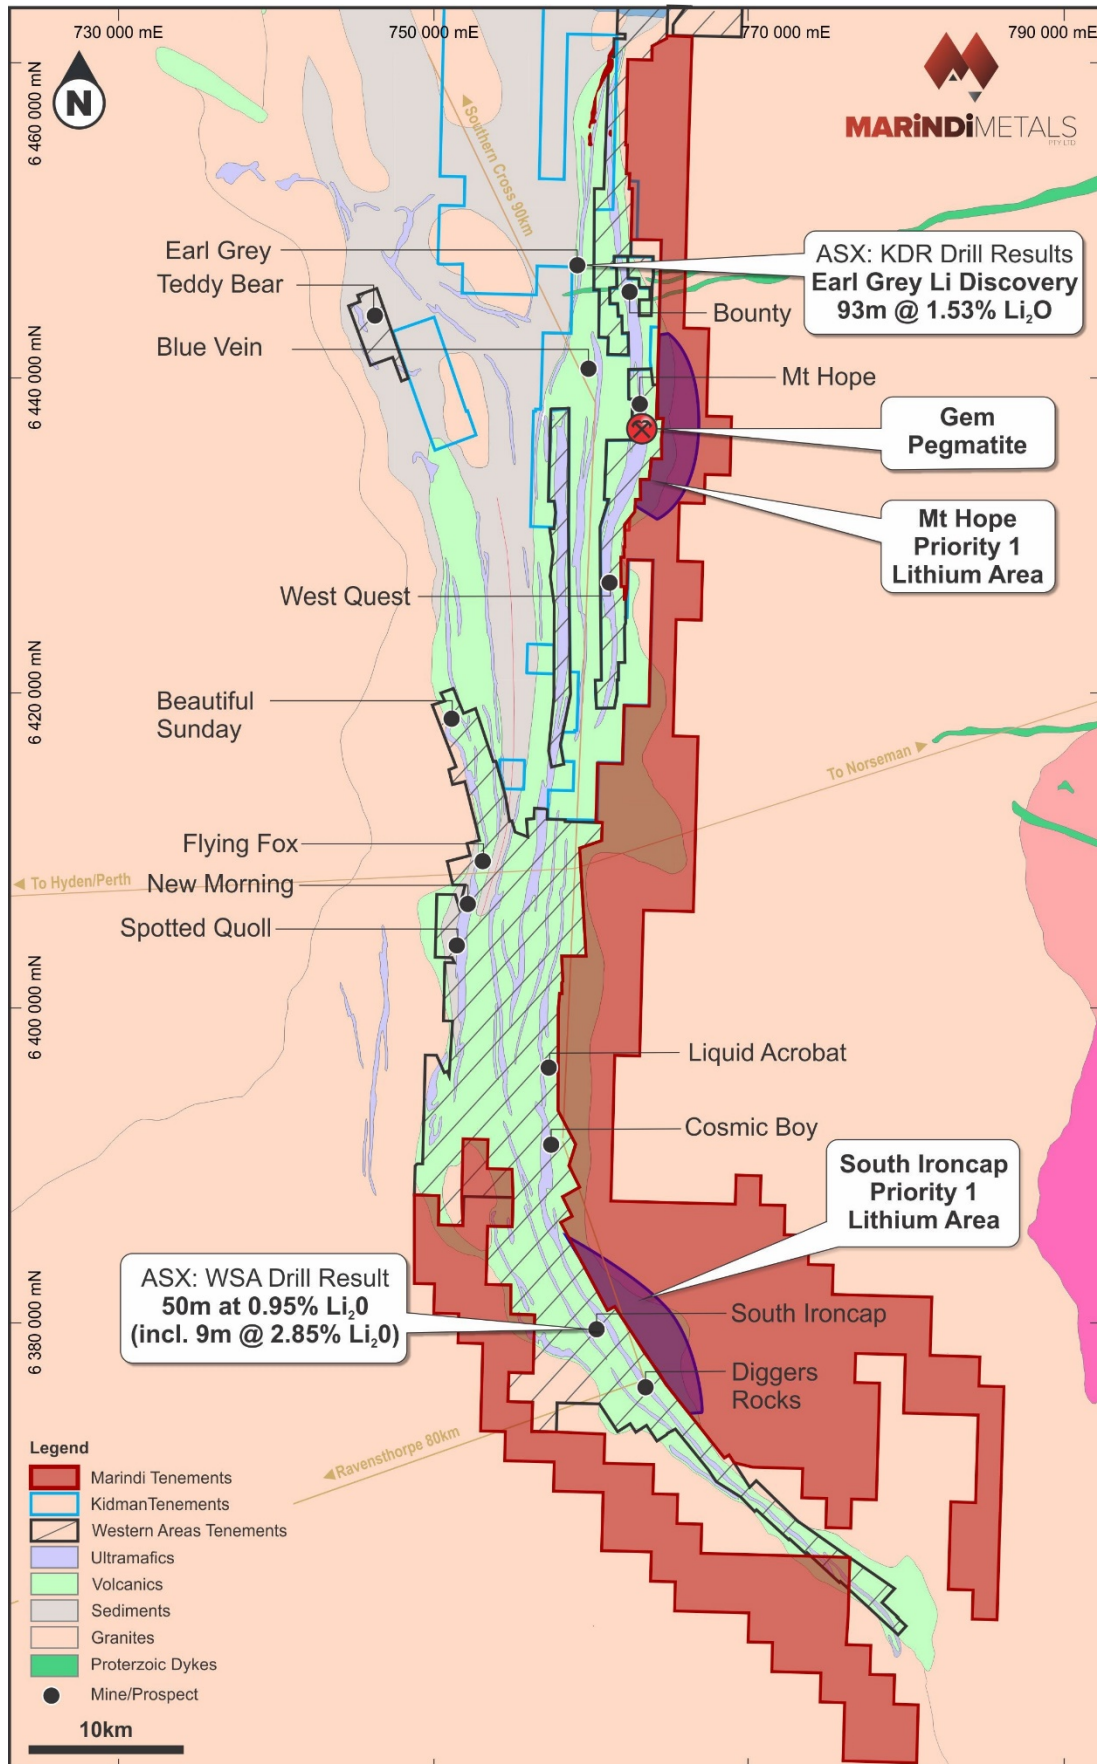 730 000 mE
750 000 mE
770 000 mE
790 000 mE
6 460 000 mN
6 440 000 mN
6 420 000 mN
6 400 000 mN
6 380 000 mN
N
MARiNDiMETALS
PTY LTD
Southern Cross 90km
Earl Grey
Teddy Bear
Blue Vein
ASX: KDR Drill Results
Earl Grey Li Discovery
93m @ 1.53% Li₂O
Bounty
Mt Hope
Gem
Pegmatite
Mt Hope
Priority 1
Lithium Area
West Quest
Beautiful
Sunday
To Norseman
Flying Fox
To Hyden/Perth
New Morning
Spotted Quoll
Liquid Acrobat
Cosmic Boy
South Ironcap
Priority 1
Lithium Area
ASX: WSA Drill Result
50m at 0.95% Li₂0
(incl. 9m @ 2.85% Li₂0)
South Ironcap
Diggers
Rocks
Ravensthorpe 80km
Legend
Marindi Tenements
KidmanTenements
Western Areas Tenements
Ultramafics
Volcanics
Sediments
Granites
Proterzoic Dykes
Mine/Prospect
10km